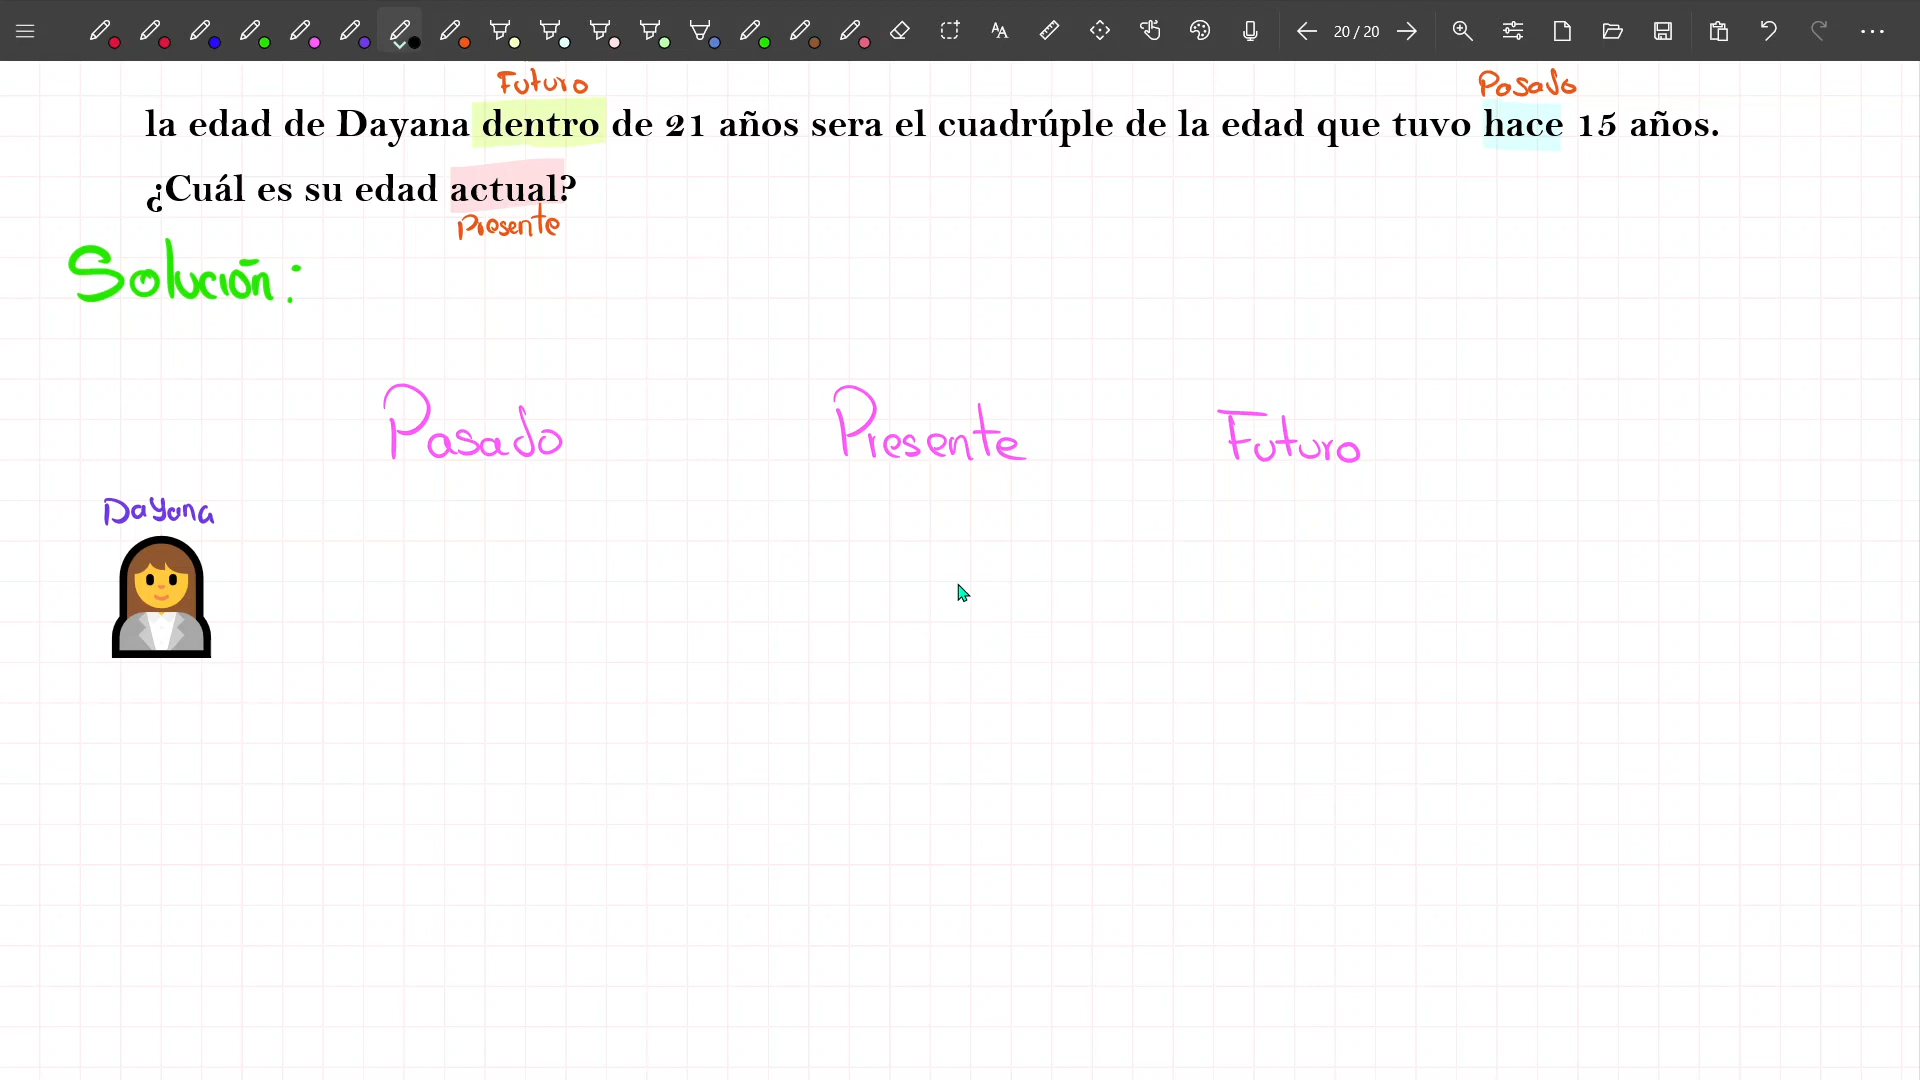 20 / 20
Futuro
Pasado
la edad de Dayana dentro de 21 años sera el cuadrúple de la edad que tuvo hace 15 años.
¿Cuál es su edad actual?
Presente
Solución:
Pasado Presente Futuro
Dayana